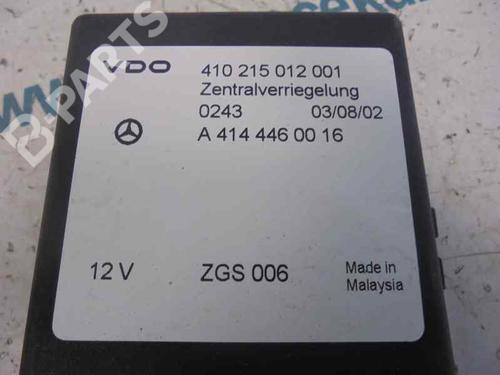 VDO 410 215 012 001
Zentralverriegelung
0243 03/08/02
A 414 446 00 16
12 V ZGS 006 Made in
Malaysia
B-PARTS